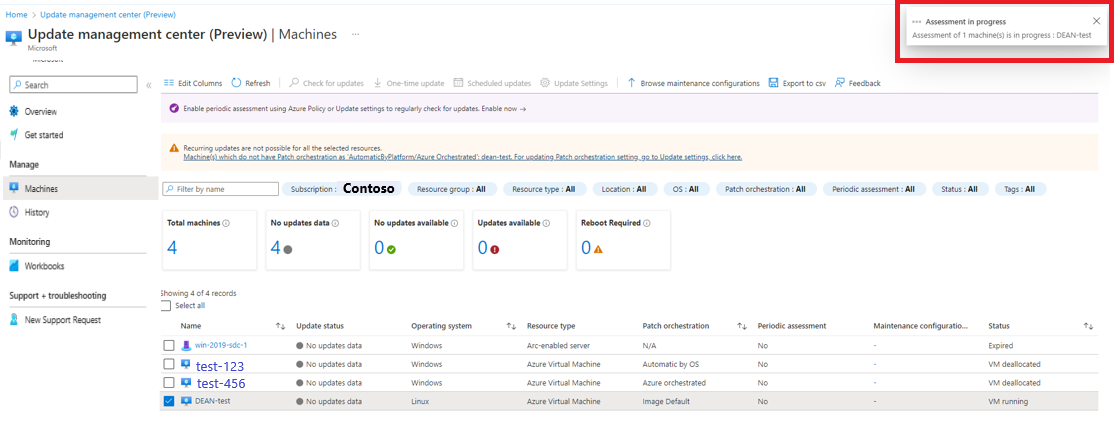 Home > Update management center (Preview)
Update management center (Preview) | Machines ...
Microsoft
Assessment in progress
Assessment of 1 machine(s) is in progress : DEAN-test
Search
Edit Columns Refresh Check for updates One-time update Scheduled updates Update Settings Browse maintenance configurations Export to csv Feedback
Overview
Get started
Manage
Machines
History
Monitoring
Workbooks
Support + troubleshooting
New Support Request
Enable periodic assessment using Azure Policy or Update settings to regularly check for updates. Enable now →
Recurring updates are not possible for all the selected resources.
Machine(s) which do not have Patch orchestration as 'AutomaticByPlatform/Azure Orchestrated': dean-test. For updating Patch orchestration setting, go to Update settings, click here.
Filter by name Subscription : Contoso Resource group : All Resource type : All Location : All OS : All Patch orchestration : All Periodic assessment : All Status : All Tags : All
Total machines No updates data No updates available Updates available Reboot Required
4 4 0 0 0
Showing 4 of 4 records
Select all
Name Update status Operating system Resource type Patch orchestration Periodic assessment Maintenance configuratio... Status
win-2019-sdc-1 No updates data Windows Arc-enabled server N/A No - Expired
test-123 No updates data Windows Azure Virtual Machine Automatic by OS No - VM deallocated
test-456 No updates data Windows Azure Virtual Machine Azure orchestrated No - VM deallocated
DEAN-test No updates data Linux Azure Virtual Machine Image Default No - VM running